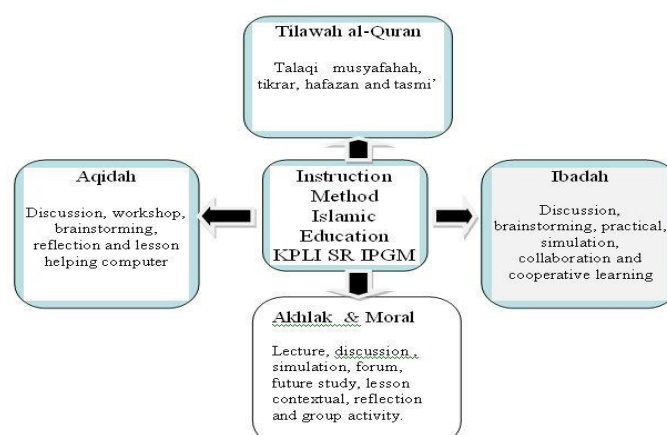 Tilawah al-Quran
Talaqi musyafahah,
tikrar, hafazan and tasmi’
Aqidah
Discussion, workshop,
brainstorming,
reflection and lesson
helping computer
Instruction
Method
Islamic
Education
KPLI SR IPGM
Ibadah
Discussion,
brainstorming, practical,
simulation,
collaboration and
cooperative learning
Akhlak & Moral
Lecture, discussion ,
simulation, forum,
future study, lesson
contextual, reflection
and group activity.